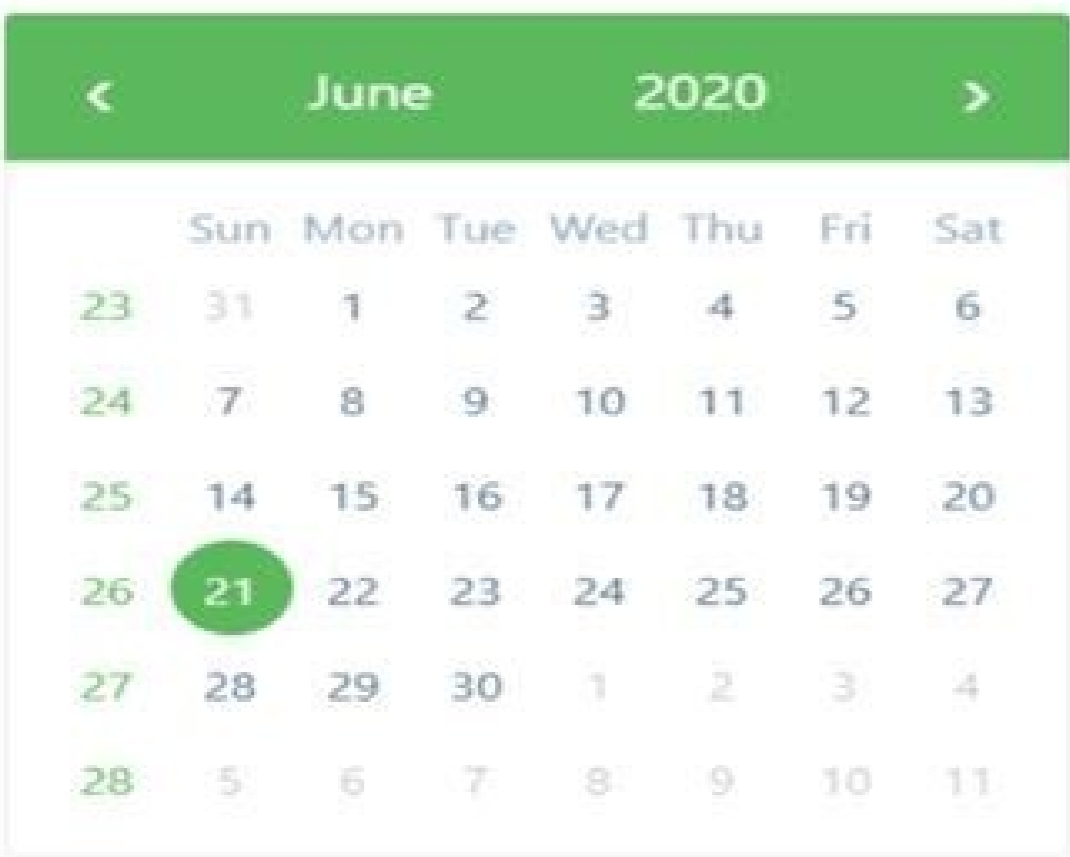 < June 2020 >
Sun Mon Tue Wed Thu Fri Sat
23 31 1 2 3 4 5 6
24 7 8 9 10 11 12 13
25 14 15 16 17 18 19 20
26 21 22 23 24 25 26 27
27 28 29 30 1 2 3 4
28 5 6 7 8 9 10 11